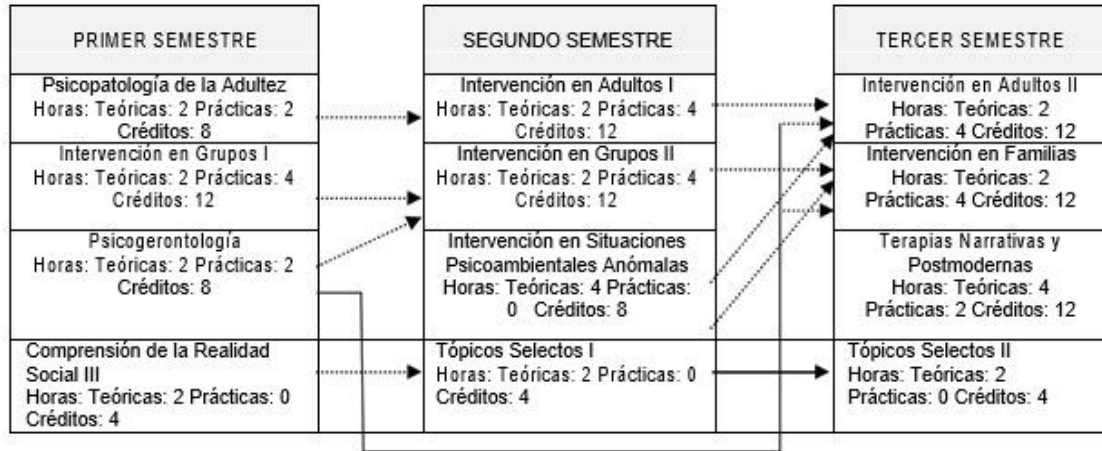 PRIMER SEMESTRE
Psicopatología de la Adultez
Horas: Teóricas: 2 Prácticas: 2
Créditos: 8
Intervención en Grupos I
Horas: Teóricas: 2 Prácticas: 4
Créditos: 12
Psicogerontología
Horas: Teóricas: 2 Prácticas: 2
Créditos: 8
Comprensión de la Realidad
Social III
Horas: Teóricas: 2 Prácticas: 0
Créditos: 4
SEGUNDO SEMESTRE
Intervención en Adultos I
Horas: Teóricas: 2 Prácticas: 4
Créditos: 12
Intervención en Grupos II
Horas: Teóricas: 2 Prácticas: 4
Créditos: 12
Intervención en Situaciones
Psicoambientales Anómalas
Horas: Teóricas: 4 Prácticas:
0 Créditos: 8
Tópicos Selectos I
Horas: Teóricas: 2 Prácticas: 0
Créditos: 4
TERCER SEMESTRE
Intervención en Adultos II
Horas: Teóricas: 2
Prácticas: 4 Créditos: 12
Intervención en Familias
Horas: Teóricas: 2
Prácticas: 4 Créditos: 12
Terapias Narrativas y
Postmodernas
Horas: Teóricas: 4
Prácticas: 2 Créditos: 12
Tópicos Selectos II
Horas: Teóricas: 2
Prácticas: 0 Créditos: 4